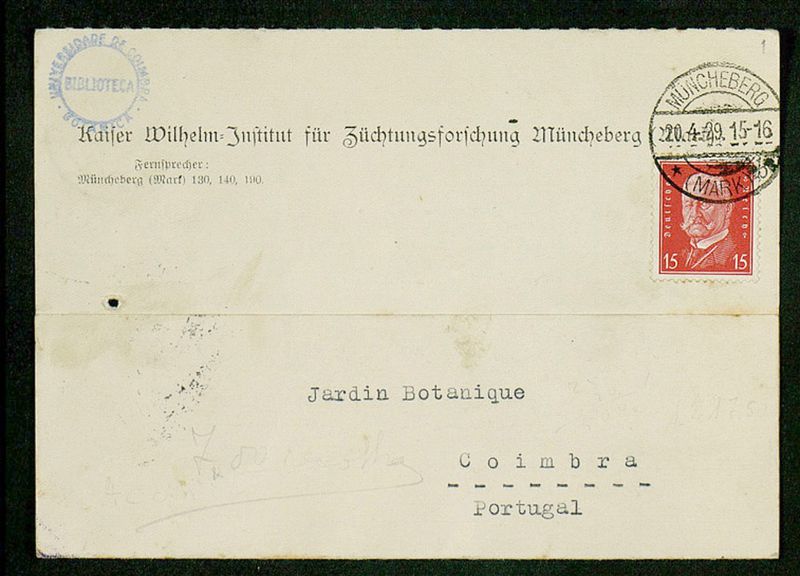 1
UNIVERSIDADE DE COIMBRA
BIBLIOTECA
BOTANICA
MÜNCHEBERG
20.4.29.15-16
(MARK)
Kaiser Wilhelm-Institut für Züchtungsforschung Müncheberg
Fernsprecher:
Müncheberg (Mark) 130, 140, 190.
Deutsches Reich
15 15
Jardin Botanique
Coimbra
Portugal